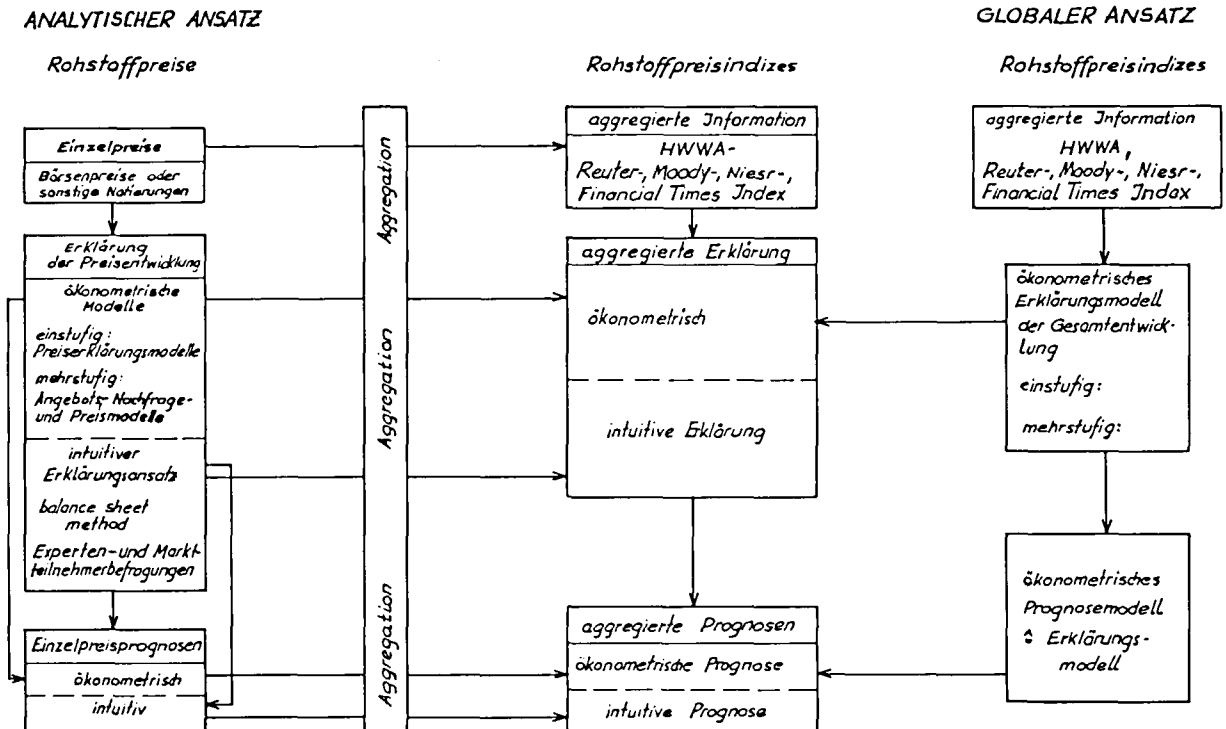 ANALYTISCHER ANSATZ
Rohstoffpreise
Einzelpreise
Börsenpreise oder
sonstige Notierungen
Erklärung
der Preisentwicklung
ökonometrische
Modelle
einstufig:
Preiserklärungsmodelle
mehrstufig:
Angebots-, Nachfrage-
und Preismodelle
intuitiver
Erklärungsansatz
balance sheet
method
Experten- und Markt-
teilnehmerbefragungen
Einzelpreisprognosen
ökonometrisch
intuitiv
Aggregation
Aggregation
Aggregation
Rohstoffpreisindizes
aggregierte Information
HWWA-
Reuter-, Moody-, Niesr-,
Financial Times Index
aggregierte Erklärung
ökonometrisch
intuitive Erklärung
aggregierte Prognosen
ökonometrische Prognose
intuitive Prognose
GLOBALER ANSATZ
Rohstoffpreisindizes
aggregierte Information
HWWA,
Reuter-, Moody-, Niesr-,
Financial Times Index
ökonometrisches
Erklärungsmodell
der Gesamtentwick-
lung
einstufig:
mehrstufig:
ökonometrisches
Prognosemodell
≙ Erklärungs-
modell